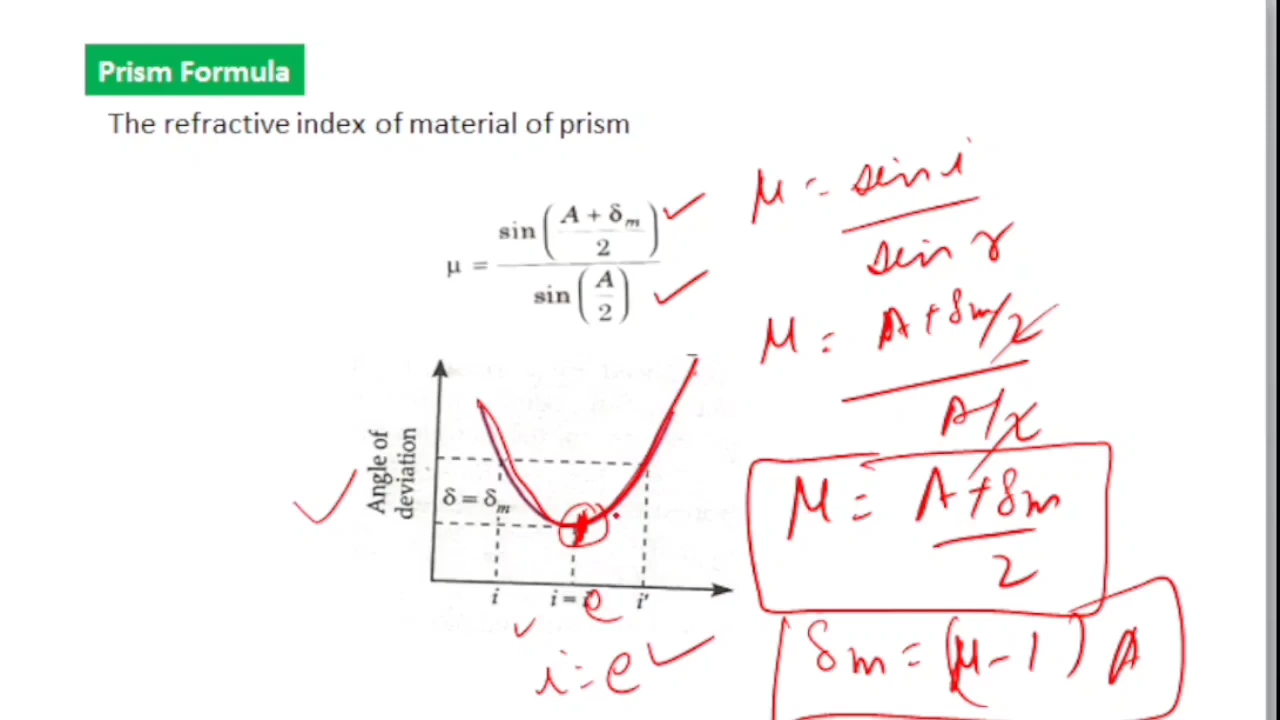 Prism Formula
The refractive index of material of prism
μ = sin(A + δm / 2) / sin(A / 2)
μ = sin i / sin r
μ = A + δm/2 / A/2
μ = A + δm / 2
δm = (μ - 1) A
Angle of
deviation
δ = δm
i i = e i'
i = e